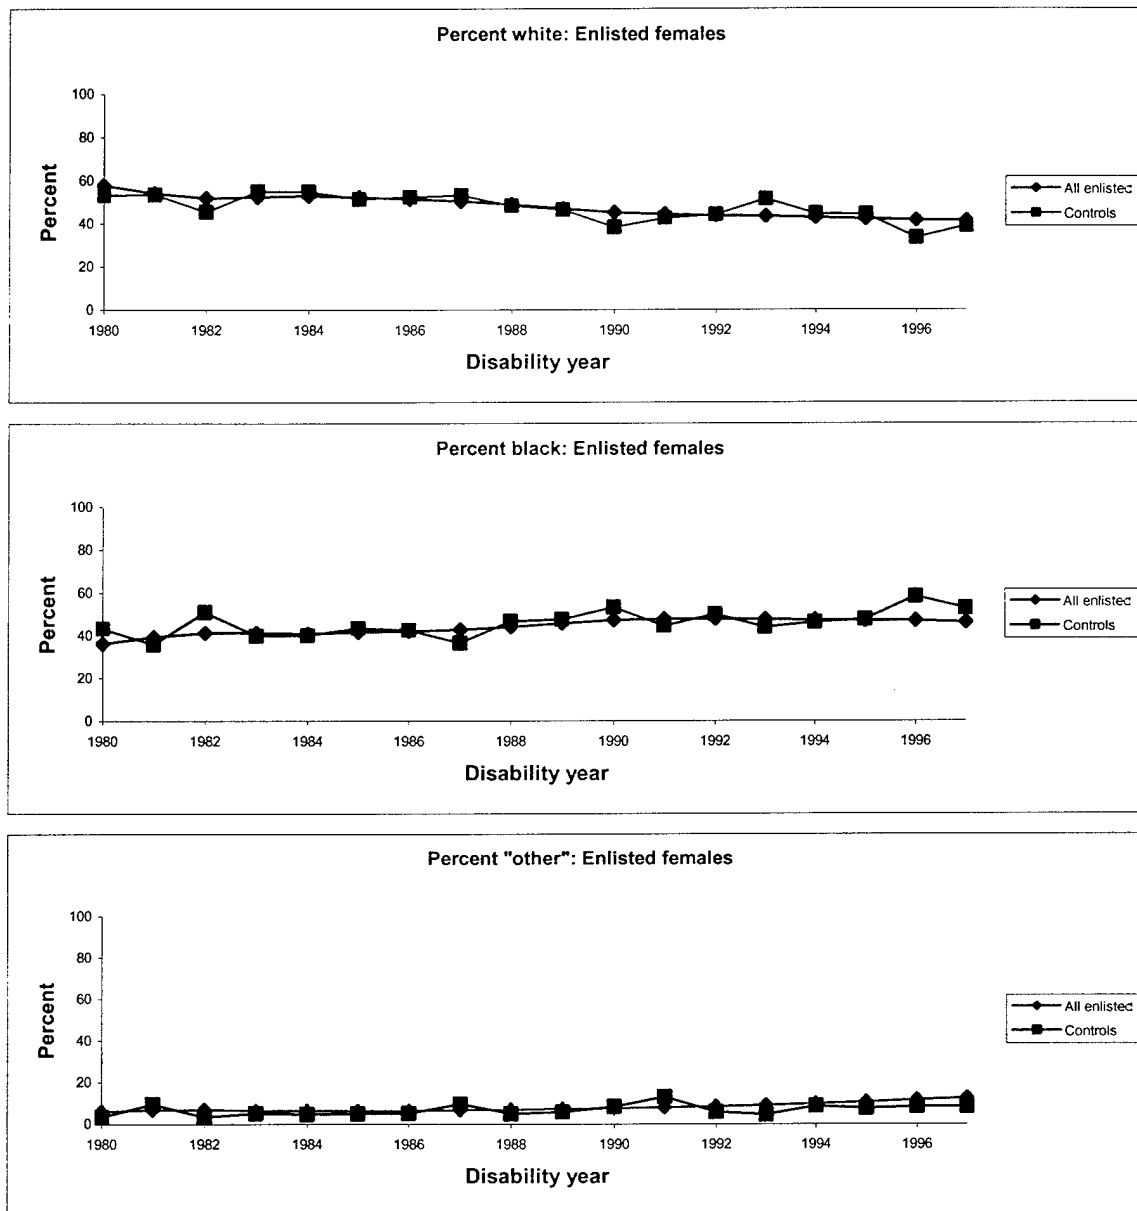 Percent white: Enlisted females
100
80
60
40
20
0
Percent
1980 1982 1984 1986 1988 1990 1992 1994 1996
Disability year
All enlisted
Controls
Percent black: Enlisted females
100
80
60
40
20
0
Percent
1980 1982 1984 1986 1988 1990 1992 1994 1996
Disability year
All enlisted
Controls
Percent "other": Enlisted females
100
80
60
40
20
0
Percent
1980 1982 1984 1986 1988 1990 1992 1994 1996
Disability year
All enlisted
Controls